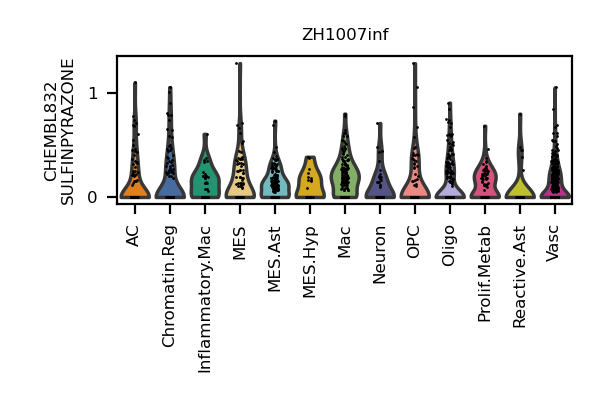 ZH1007inf
CHEMBL832
SULFINPYRAZONE
1
0
AC
Chromatin.Reg
Inflammatory.Mac
MES
MES.Ast
MES.Hyp
Mac
Neuron
OPC
Oligo
Prolif.Metab
Reactive.Ast
Vasc